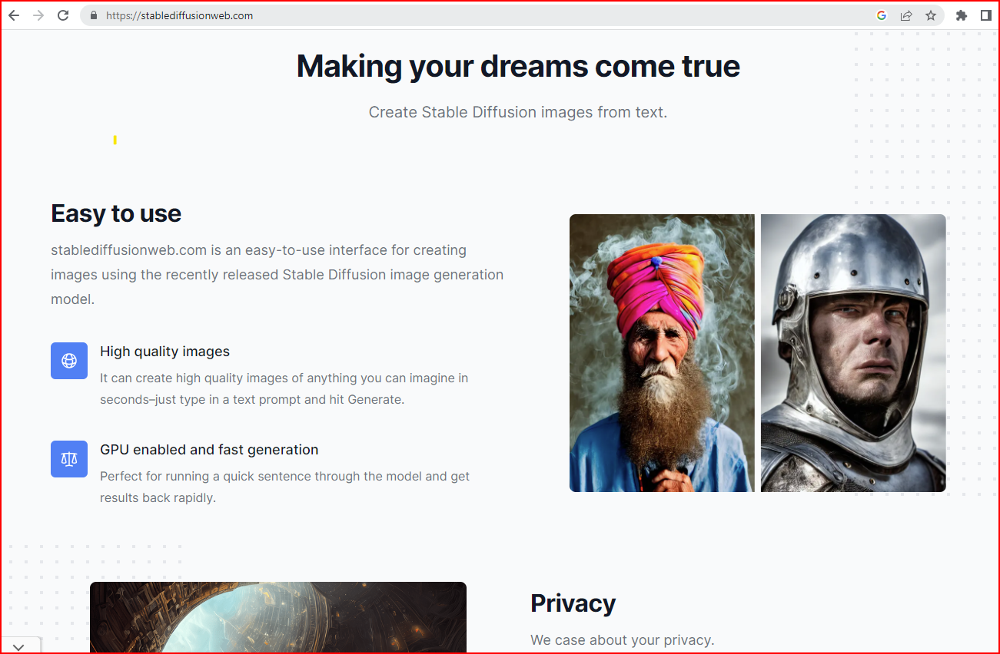 https://stablediffusionweb.com
Making your dreams come true
Create Stable Diffusion images from text.
Easy to use
stablediffusionweb.com is an easy-to-use interface for creating
images using the recently released Stable Diffusion image generation
model.
High quality images
It can create high quality images of anything you can imagine in
seconds–just type in a text prompt and hit Generate.
GPU enabled and fast generation
Perfect for running a quick sentence through the model and get
results back rapidly.
Privacy
We case about your privacy.